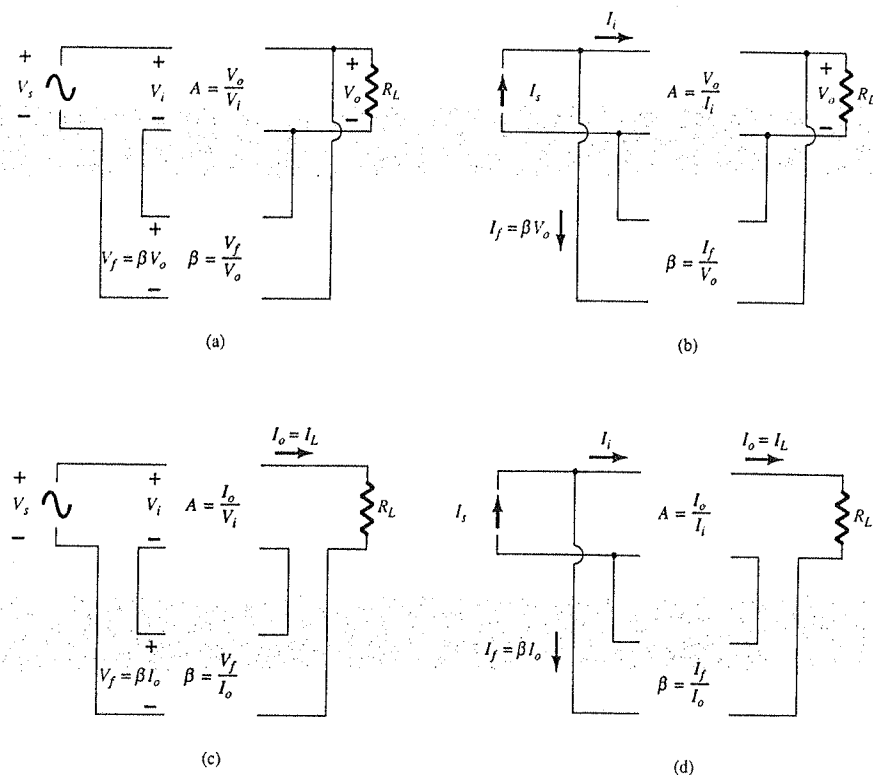 + V_s −
+ V_i −
A = V_o/V_i
+ V_o −
R_L
+ V_f = βV_o −
β = V_f/V_o
(a)
I_i
I_s
A = V_o/I_i
+ V_o −
R_L
I_f = βV_o
β = I_f/V_o
(b)
I_o = I_L
+ V_s −
+ V_i −
A = I_o/V_i
R_L
+ V_f = βI_o −
β = V_f/I_o
(c)
I_i
I_o = I_L
I_s
A = I_o/I_i
R_L
I_f = βI_o
β = I_f/I_o
(d)